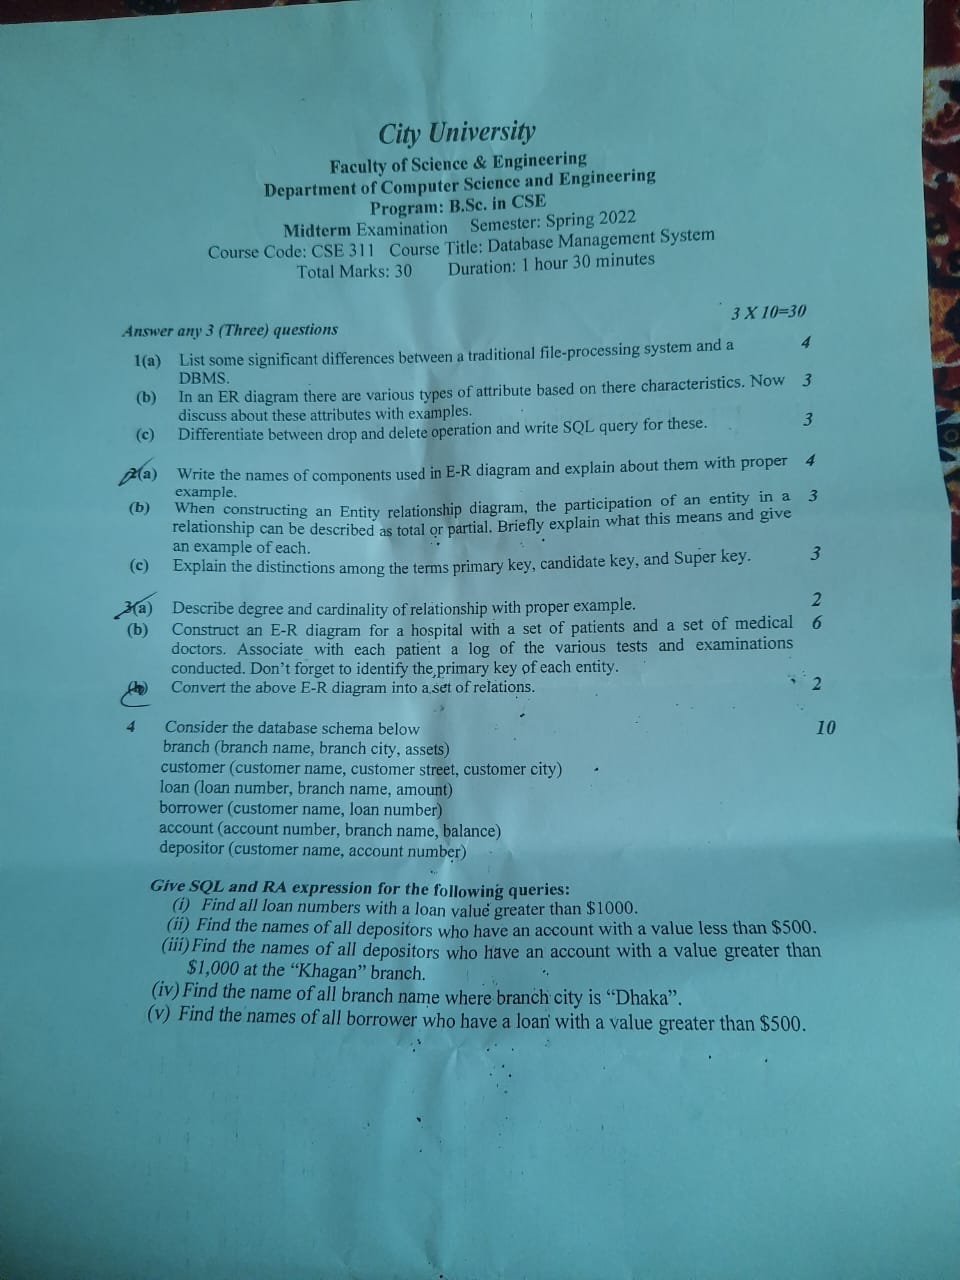 City University
Faculty of Science & Engineering
Department of Computer Science and Engineering
Program: B.Sc. in CSE
Midterm Examination Semester: Spring 2022
Course Code: CSE 311 Course Title: Database Management System
Total Marks: 30 Duration: 1 hour 30 minutes
3 X 10=30
Answer any 3 (Three) questions
1(a) List some significant differences between a traditional file-processing system and a 4
DBMS.
(b) In an ER diagram there are various types of attribute based on there characteristics. Now 3
discuss about these attributes with examples.
(c) Differentiate between drop and delete operation and write SQL query for these. 3
2(a) Write the names of components used in E-R diagram and explain about them with proper 4
example.
(b) When constructing an Entity relationship diagram, the participation of an entity in a 3
relationship can be described as total or partial. Briefly explain what this means and give
an example of each.
(c) Explain the distinctions among the terms primary key, candidate key, and Super key. 3
3(a) Describe degree and cardinality of relationship with proper example. 2
(b) Construct an E-R diagram for a hospital with a set of patients and a set of medical 6
doctors. Associate with each patient a log of the various tests and examinations
conducted. Don't forget to identify the primary key of each entity.
Convert the above E-R diagram into a set of relations. 2
4 Consider the database schema below 10
branch (branch name, branch city, assets)
customer (customer name, customer street, customer city)
loan (loan number, branch name, amount)
borrower (customer name, loan number)
account (account number, branch name, balance)
depositor (customer name, account number)
Give SQL and RA expression for the following queries:
(i) Find all loan numbers with a loan value greater than $1000.
(ii) Find the names of all depositors who have an account with a value less than $500.
(iii) Find the names of all depositors who have an account with a value greater than
$1,000 at the “Khagan” branch.
(iv) Find the name of all branch name where branch city is “Dhaka”.
(v) Find the names of all borrower who have a loan with a value greater than $500.